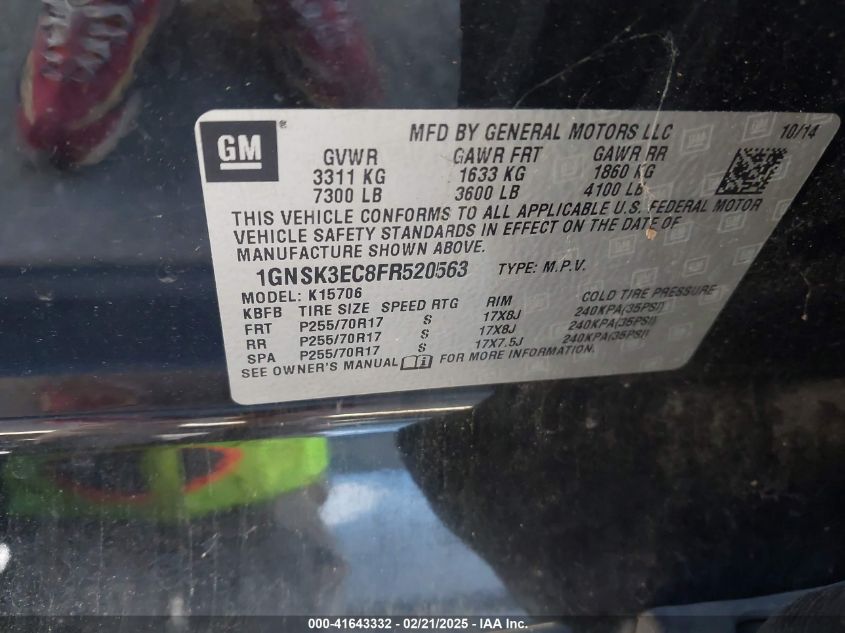 GM ® MFD BY GENERAL MOTORS LLC 10/14
GVWR GAWR FRT GAWR RR
3311 KG 1633 KG 1860 KG
7300 LB 3600 LB 4100 LB
THIS VEHICLE CONFORMS TO ALL APPLICABLE U.S. FEDERAL MOTOR
VEHICLE SAFETY STANDARDS IN EFFECT ON THE DATE OF
MANUFACTURE SHOWN ABOVE.
1GNSK3EC8FR520563 TYPE: M.P.V.
MODEL: K15706
KBFB TIRE SIZE SPEED RTG RIM COLD TIRE PRESSURE
FRT P255/70R17 S 17X8J 240KPA(35PSI)
RR P255/70R17 S 17X8J 240KPA(35PSI)
SPA P255/70R17 S 17X7.5J 240KPA(35PSI)
SEE OWNER'S MANUAL FOR MORE INFORMATION.
000-41643332 - 02/21/2025 - IAA Inc.